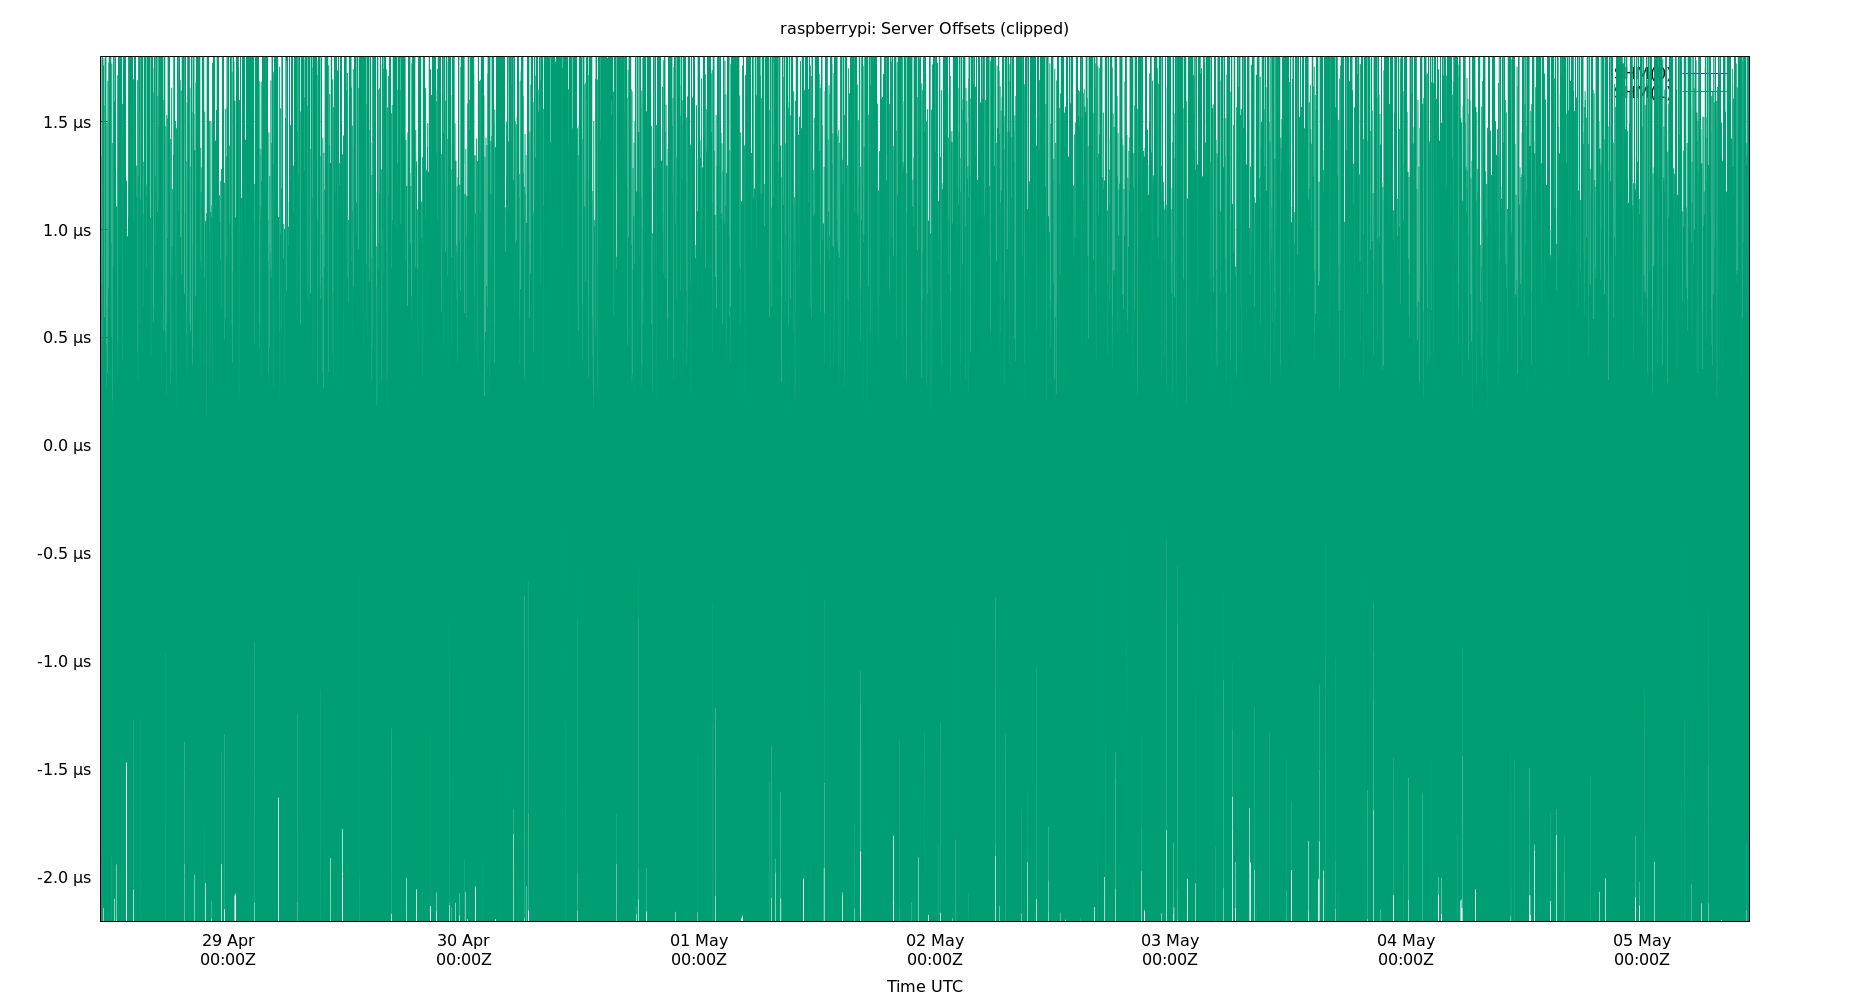 raspberrypi: Server Offsets (clipped)
SHM(0)
1.5 µs
1.0 µs
0.5 µs
0.0 µs
-0.5 µs
-1.0 µs
-1.5 µs
-2.0 µs
29 Apr
00:00Z
30 Apr
00:00Z
01 May
00:00Z
02 May
00:00Z
03 May
00:00Z
04 May
00:00Z
05 May
00:00Z
Time UTC